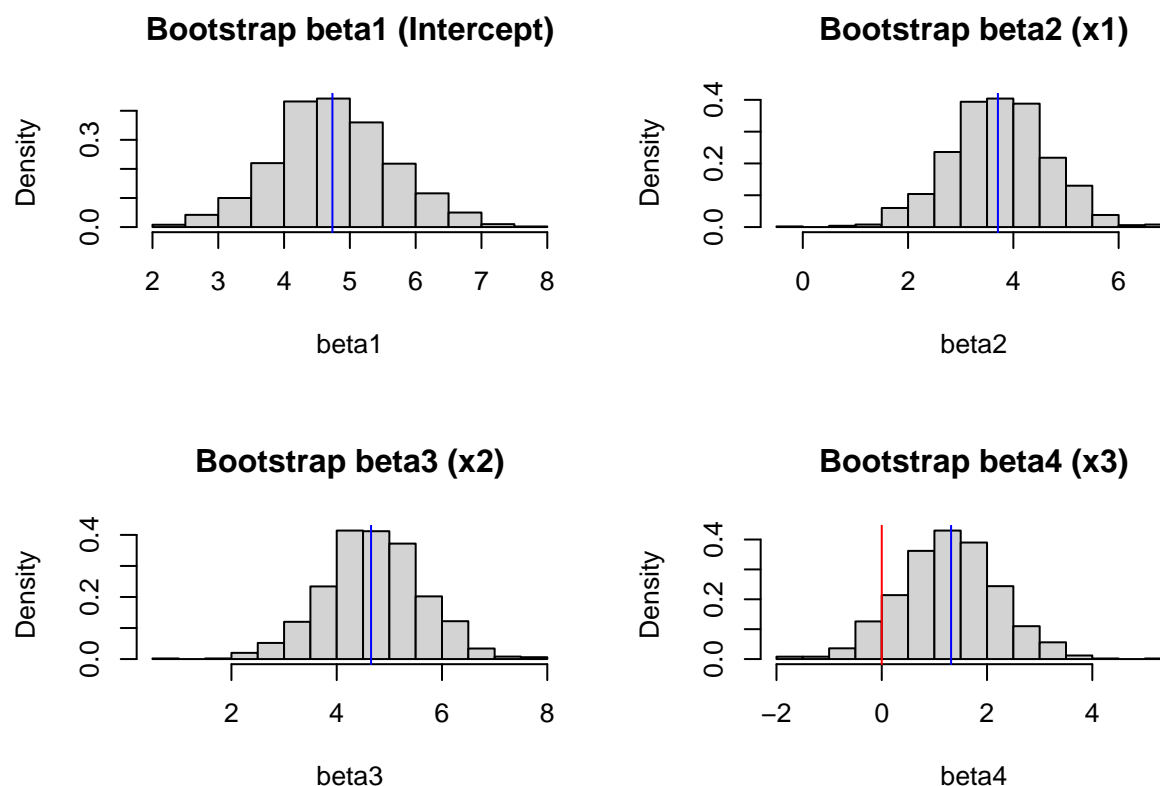 Bootstrap beta1 (Intercept)
Density
0.0
0.3
2 3 4 5 6 7 8
beta1
Bootstrap beta2 (x1)
Density
0.0
0.2
0.4
0 2 4 6
beta2
Bootstrap beta3 (x2)
Density
0.0
0.2
0.4
2 4 6 8
beta3
Bootstrap beta4 (x3)
Density
0.0
0.2
0.4
−2 0 2 4
beta4